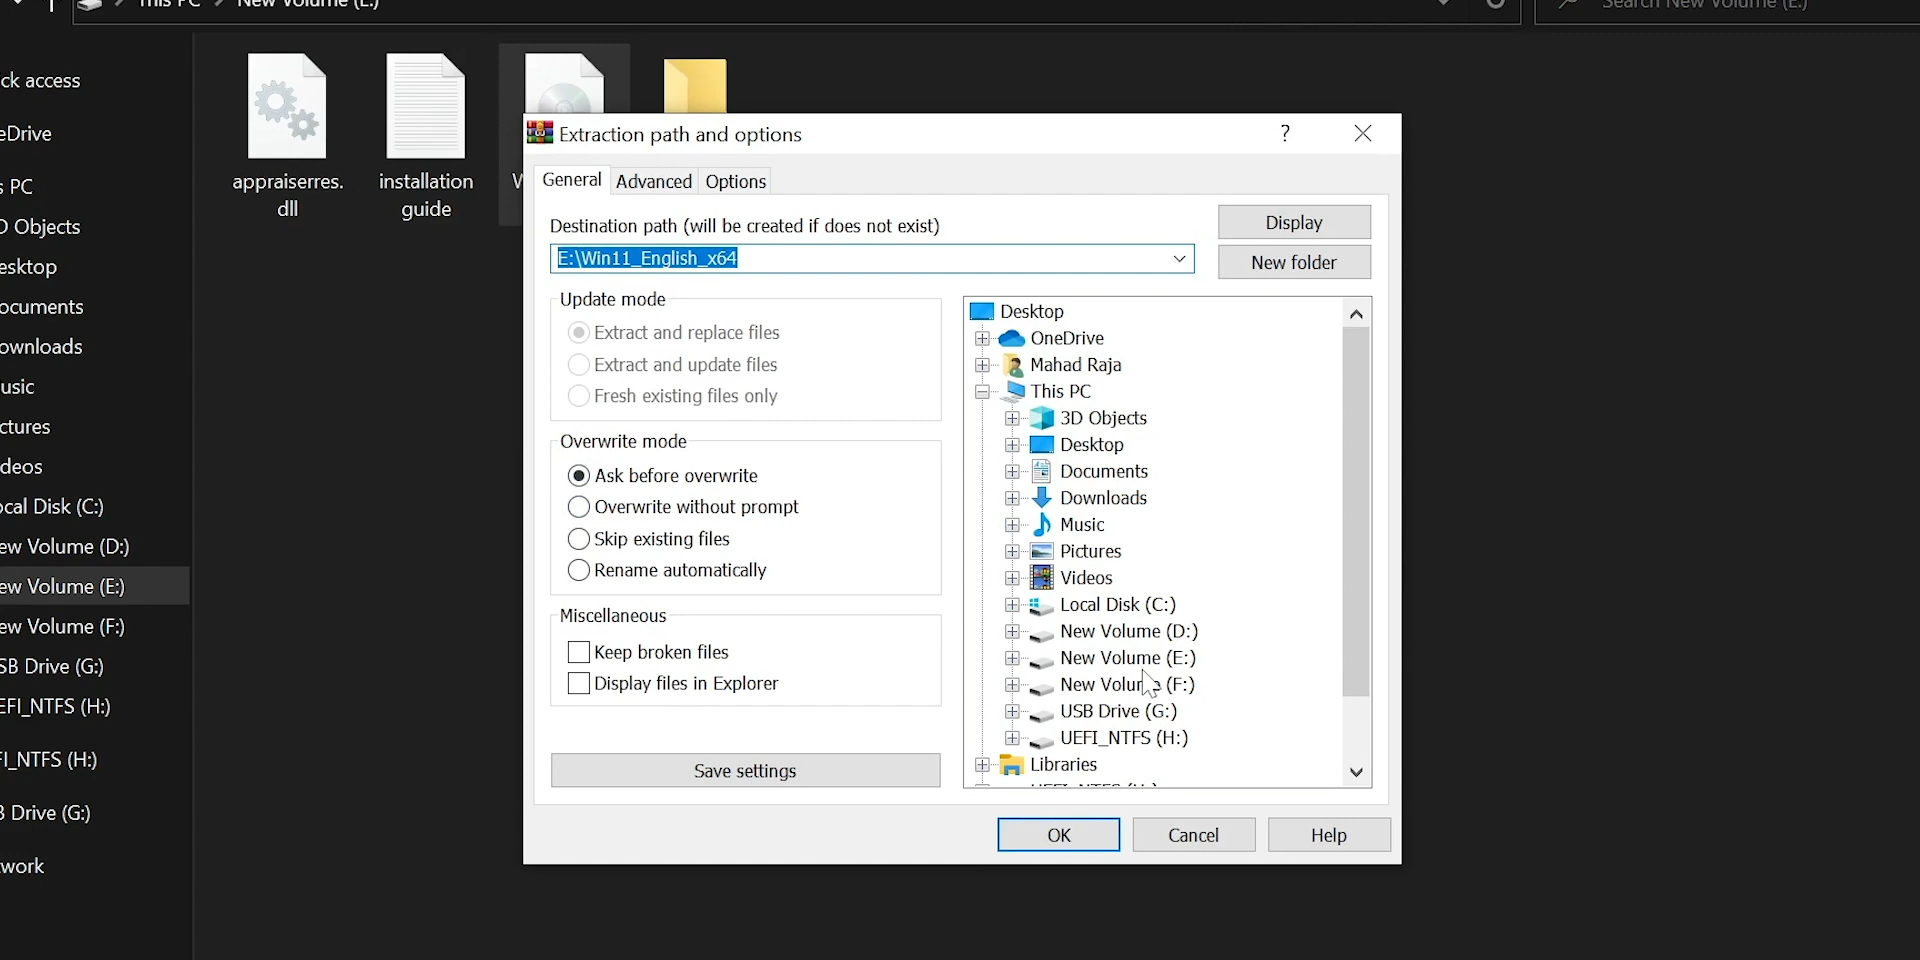 This PC > New Volume (E:)
Search New Volume (E:)
ck access
eDrive
s PC
D Objects
esktop
ocuments
ownloads
usic
ctures
deos
ocal Disk (C:)
ew Volume (D:)
ew Volume (E:)
ew Volume (F:)
SB Drive (G:)
EFI_NTFS (H:)
FI_NTFS (H:)
B Drive (G:)
work
appraiserres.
dll
installation
guide
Extraction path and options
?
General
Advanced
Options
Destination path (will be created if does not exist)
E:\Win11_English_x64
Display
New folder
Update mode
Extract and replace files
Extract and update files
Fresh existing files only
Overwrite mode
Ask before overwrite
Overwrite without prompt
Skip existing files
Rename automatically
Miscellaneous
Keep broken files
Display files in Explorer
Save settings
Desktop
OneDrive
Mahad Raja
This PC
3D Objects
Desktop
Documents
Downloads
Music
Pictures
Videos
Local Disk (C:)
New Volume (D:)
New Volume (E:)
New Volume (F:)
USB Drive (G:)
UEFI_NTFS (H:)
Libraries
OK
Cancel
Help